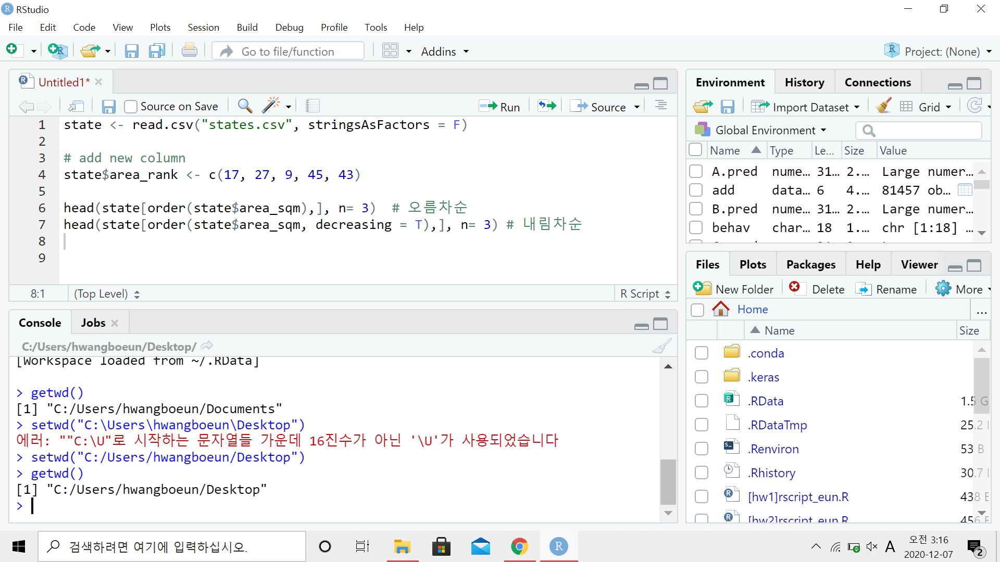 RStudio
File Edit Code View Plots Session Build Debug Profile Tools Help
Go to file/function Addins Project: (None)
Untitled1*
Source on Save Run Source
1 state <- read.csv("states.csv", stringsAsFactors = F)
2
3 # add new column
4 state$area_rank <- c(17, 27, 9, 45, 43)
5
6 head(state[order(state$area_sqm),], n= 3) # 오름차순
7 head(state[order(state$area_sqm, decreasing = T),], n= 3) # 내림차순
8
9
8:1 (Top Level) R Script
Console Jobs
C:/Users/hwangboeun/Desktop/
[Workspace loaded from ~/.RData]
> getwd()
[1] "C:/Users/hwangboeun/Documents"
> setwd("C:\Users\hwangboeun\Desktop")
에러: ""C:\U"로 시작하는 문자열들 가운데 16진수가 아닌 '\U'가 사용되었습니다
> setwd("C:/Users/hwangboeun/Desktop")
> getwd()
[1] "C:/Users/hwangboeun/Desktop"
>
Environment History Connections
Import Dataset Grid
Global Environment
Name Type Le... Size Value
A.pred nume... 31... 2.... Large numer...
add data... 6 4.... 81457 ob...
B.pred nume... 31... 2.... Large numer...
behav char... 18 1.... chr [1:18] ...
Files Plots Packages Help Viewer
New Folder Delete Rename More
Home ...
Name Size
.conda
.keras
.RData 1.5 G
.RDataTmp 25.2
.Renviron 53 B
.Rhistory 30.7
[hw1]rscript_eun.R 438
[hw2]rscript_eun.R 456
검색하려면 여기에 입력하십시오.
A 오전 3:16
2020-12-07
2